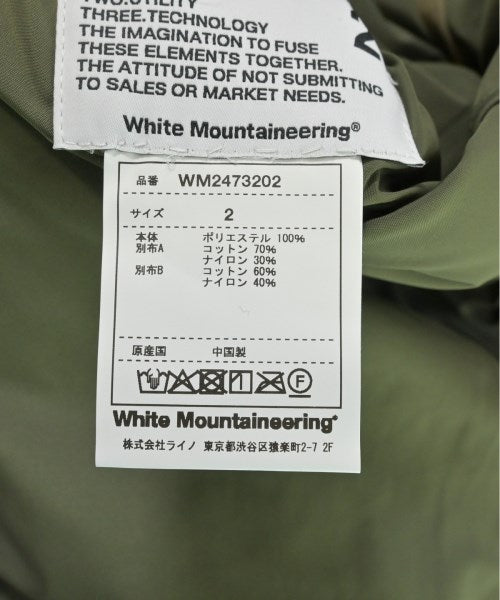 TWO.UTILITY
THREE.TECHNOLOGY
THE IMAGINATION TO FUSE
THESE ELEMENTS TOGETHER.
THE ATTITUDE OF NOT SUBMITTING
TO SALES OR MARKET NEEDS.
White Mountaineering®
品番 WM2473202
サイズ 2
本体 ポリエステル 100%
別布A コットン 70%
ナイロン 30%
別布B コットン 60%
ナイロン 40%
原産国 中国製
F
White Mountaineering®
株式会社ライノ 東京都渋谷区猿楽町2-7 2F